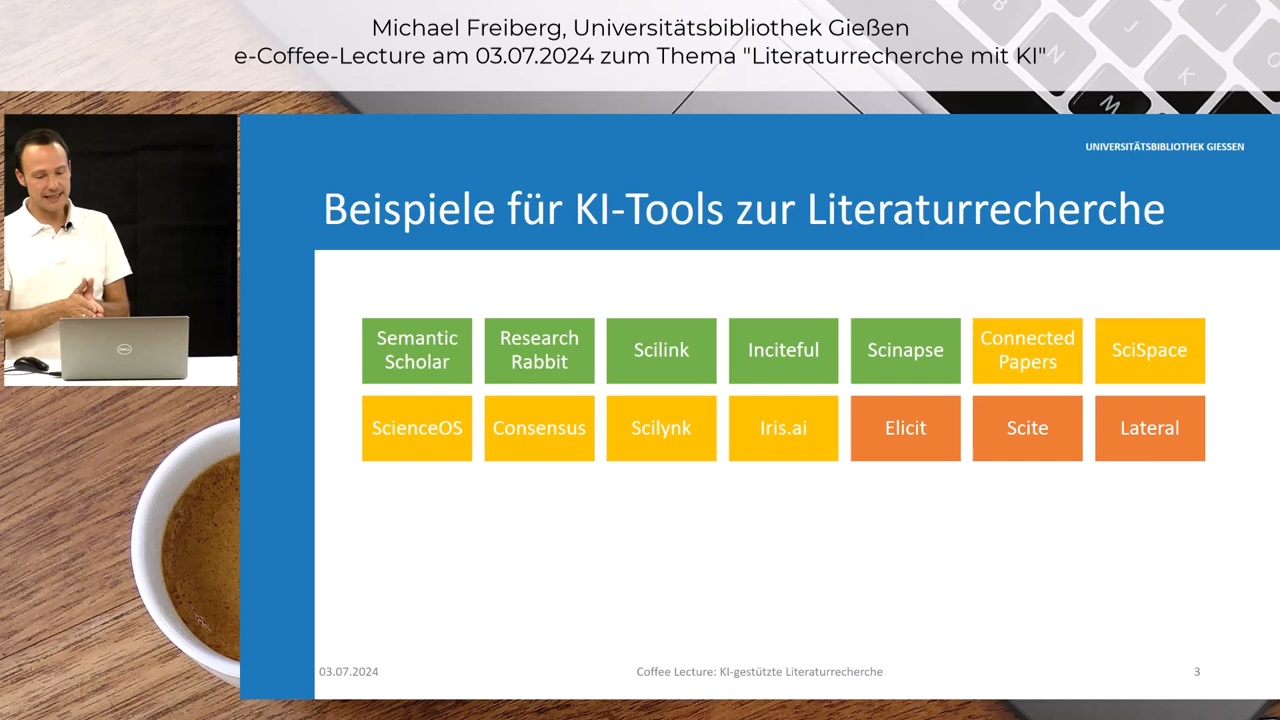 Michael Freiberg, Universitätsbibliothek Gießen
e-Coffee-Lecture am 03.07.2024 zum Thema "Literaturrecherche mit KI"
UNIVERSITÄTSBIBLIOTHEK GIESSEN
Beispiele für KI-Tools zur Literaturrecherche
Semantic
Scholar
Research
Rabbit
Scilink
Inciteful
Scinapse
Connected
Papers
SciSpace
ScienceOS
Consensus
Scilynk
Iris.ai
Elicit
Scite
Lateral
03.07.2024
Coffee Lecture: KI-gestützte Literaturrecherche
3
B
J
K
M
DELL